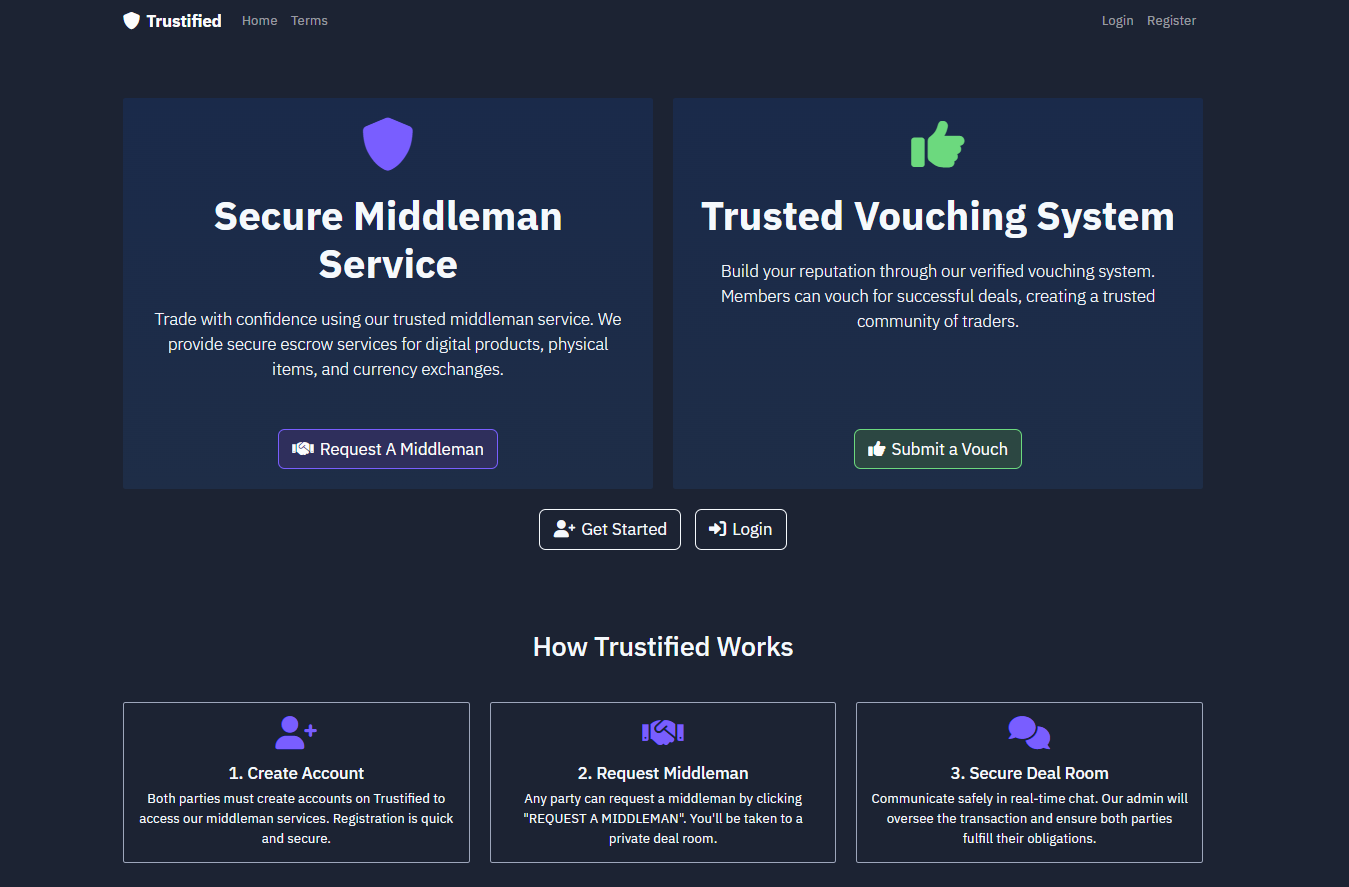 Trustified Home Terms Login Register
Secure Middleman
Service
Trade with confidence using our trusted middleman service. We
provide secure escrow services for digital products, physical
items, and currency exchanges.
Request A Middleman
Trusted Vouching System
Build your reputation through our verified vouching system.
Members can vouch for successful deals, creating a trusted
community of traders.
Submit a Vouch
Get Started Login
How Trustified Works
1. Create Account
Both parties must create accounts on Trustified to
access our middleman services. Registration is quick
and secure.
2. Request Middleman
Any party can request a middleman by clicking
"REQUEST A MIDDLEMAN". You'll be taken to a
private deal room.
3. Secure Deal Room
Communicate safely in real-time chat. Our admin will
oversee the transaction and ensure both parties
fulfill their obligations.